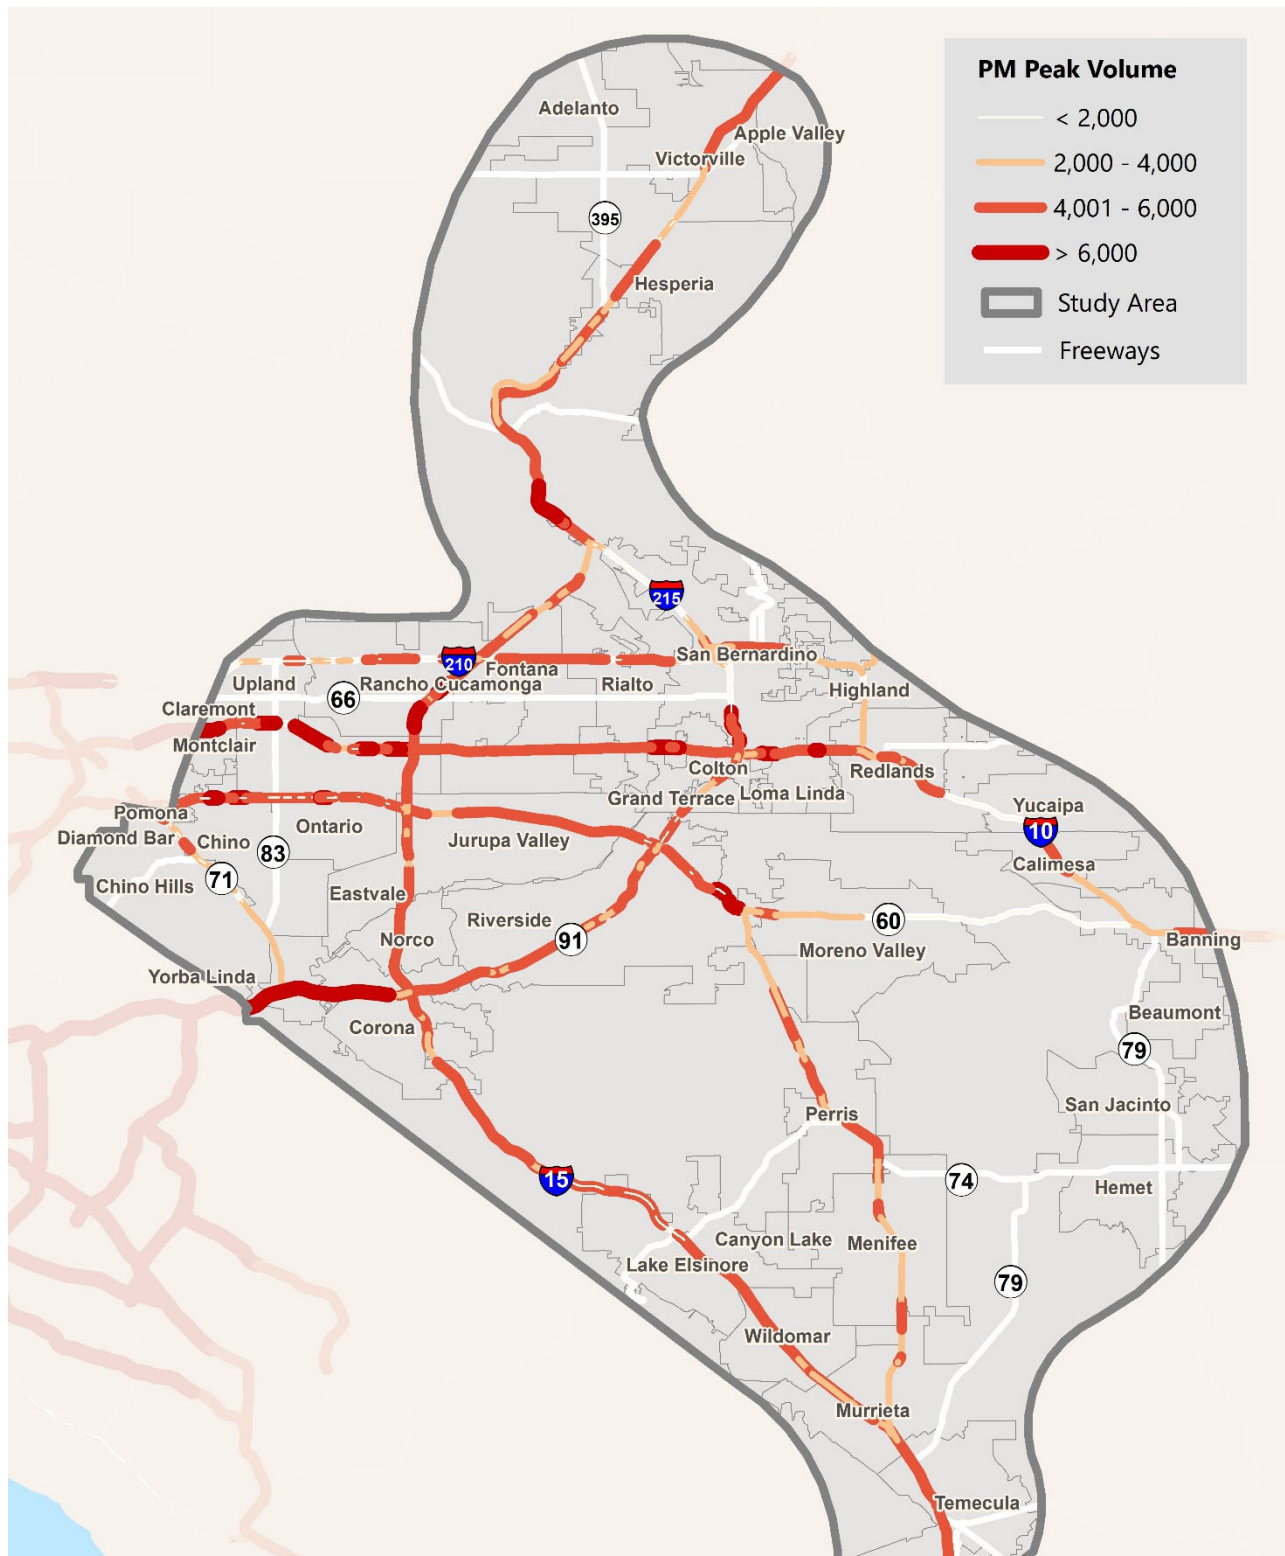 PM Peak Volume
< 2,000
2,000 - 4,000
4,001 - 6,000
> 6,000
Study Area
Freeways
Adelanto
Apple Valley
Victorville
395
Hesperia
215
San Bernardino
210
Fontana
Upland
66
Rancho Cucamonga
Rialto
Highland
Claremont
Montclair
Colton
Redlands
Loma Linda
Grand Terrace
Yucaipa
10
Pomona
Ontario
Diamond Bar
Chino
83
Jurupa Valley
Calimesa
Chino Hills
71
Eastvale
Riverside
60
91
Norco
Moreno Valley
Banning
Yorba Linda
Corona
Beaumont
79
San Jacinto
Perris
15
74
Hemet
Canyon Lake
Menifee
Lake Elsinore
79
Wildomar
Murrieta
Temecula